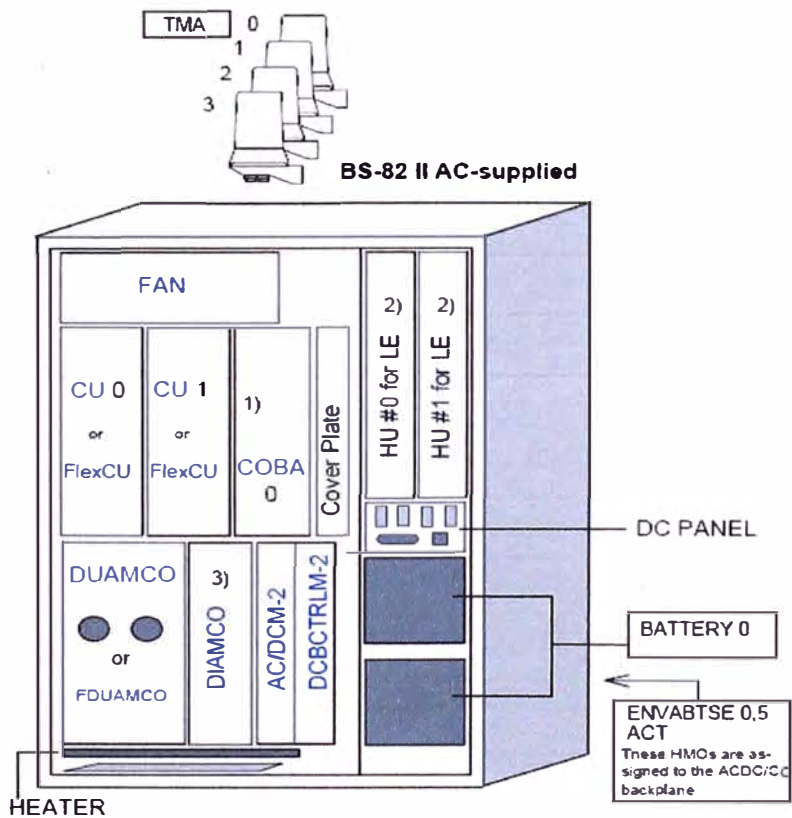 TMA 0
1
2
3
BS-82 II AC-supplied
FAN
CU 0
or
FlexCU
CU 1
or
FlexCU
1)
COBA
0
Cover Plate
2)
HU #0 for LE
2)
HU #1 for LE
DC PANEL
DUAMCO
or
FDUAMCO
3)
DIAMCO
AC/DCM-2
DCBCTRLM-2
BATTERY 0
ENVABTSE 0,5
ACT
These HMOs are as-
signed to the ACDC/CC
backplane
HEATER